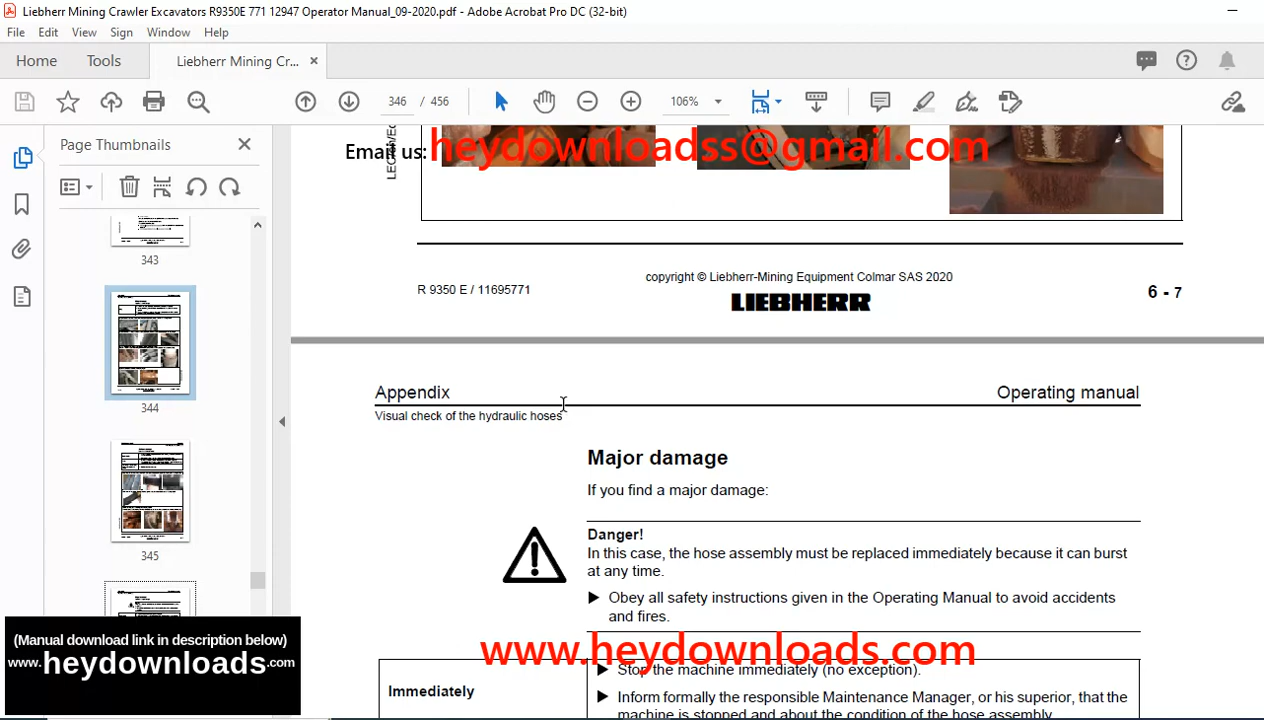 Liebherr Mining Crawler Excavators R9350E 771 12947 Operator Manual_09-2020.pdf - Adobe Acrobat Pro DC (32-bit)
File Edit View Sign Window Help
Home Tools Liebherr Mining Cr... ×
346 / 456 106%
Page Thumbnails
343
344
345
Email us: heydownloadss@gmail.com
R 9350 E / 11695771
copyright © Liebherr-Mining Equipment Colmar SAS 2020
LIEBHERR
6 - 7
Appendix Operating manual
Visual check of the hydraulic hoses
Major damage
If you find a major damage:
Danger!
In this case, the hose assembly must be replaced immediately because it can burst
at any time.
Obey all safety instructions given in the Operating Manual to avoid accidents
and fires.
www.heydownloads.com
Immediately
Stop the machine immediately (no exception).
Inform formally the responsible Maintenance Manager, or his superior, that the
machine is stopped and about the condition of the hose assembly
(Manual download link in description below)
www.heydownloads.com